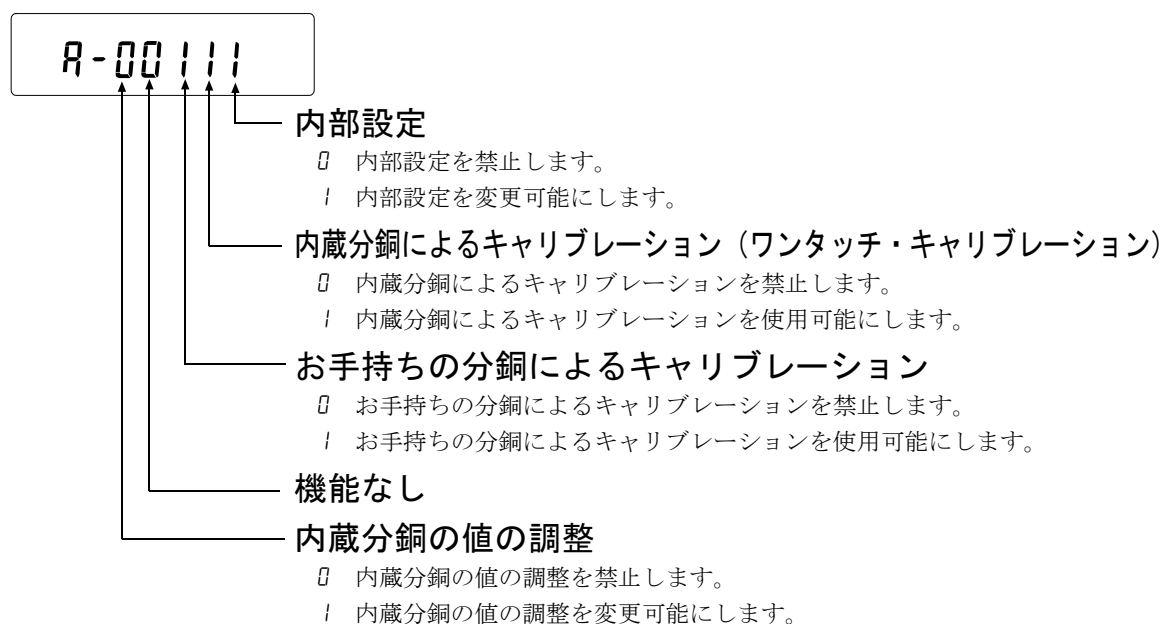 A-00111
内部設定
0 内部設定を禁止します。
1 内部設定を変更可能にします。
内蔵分銅によるキャリブレーション（ワンタッチ・キャリブレーション）
0 内蔵分銅によるキャリブレーションを禁止します。
1 内蔵分銅によるキャリブレーションを使用可能にします。
お手持ちの分銅によるキャリブレーション
0 お手持ちの分銅によるキャリブレーションを禁止します。
1 お手持ちの分銅によるキャリブレーションを使用可能にします。
機能なし
内蔵分銅の値の調整
0 内蔵分銅の値の調整を禁止します。
1 内蔵分銅の値の調整を変更可能にします。